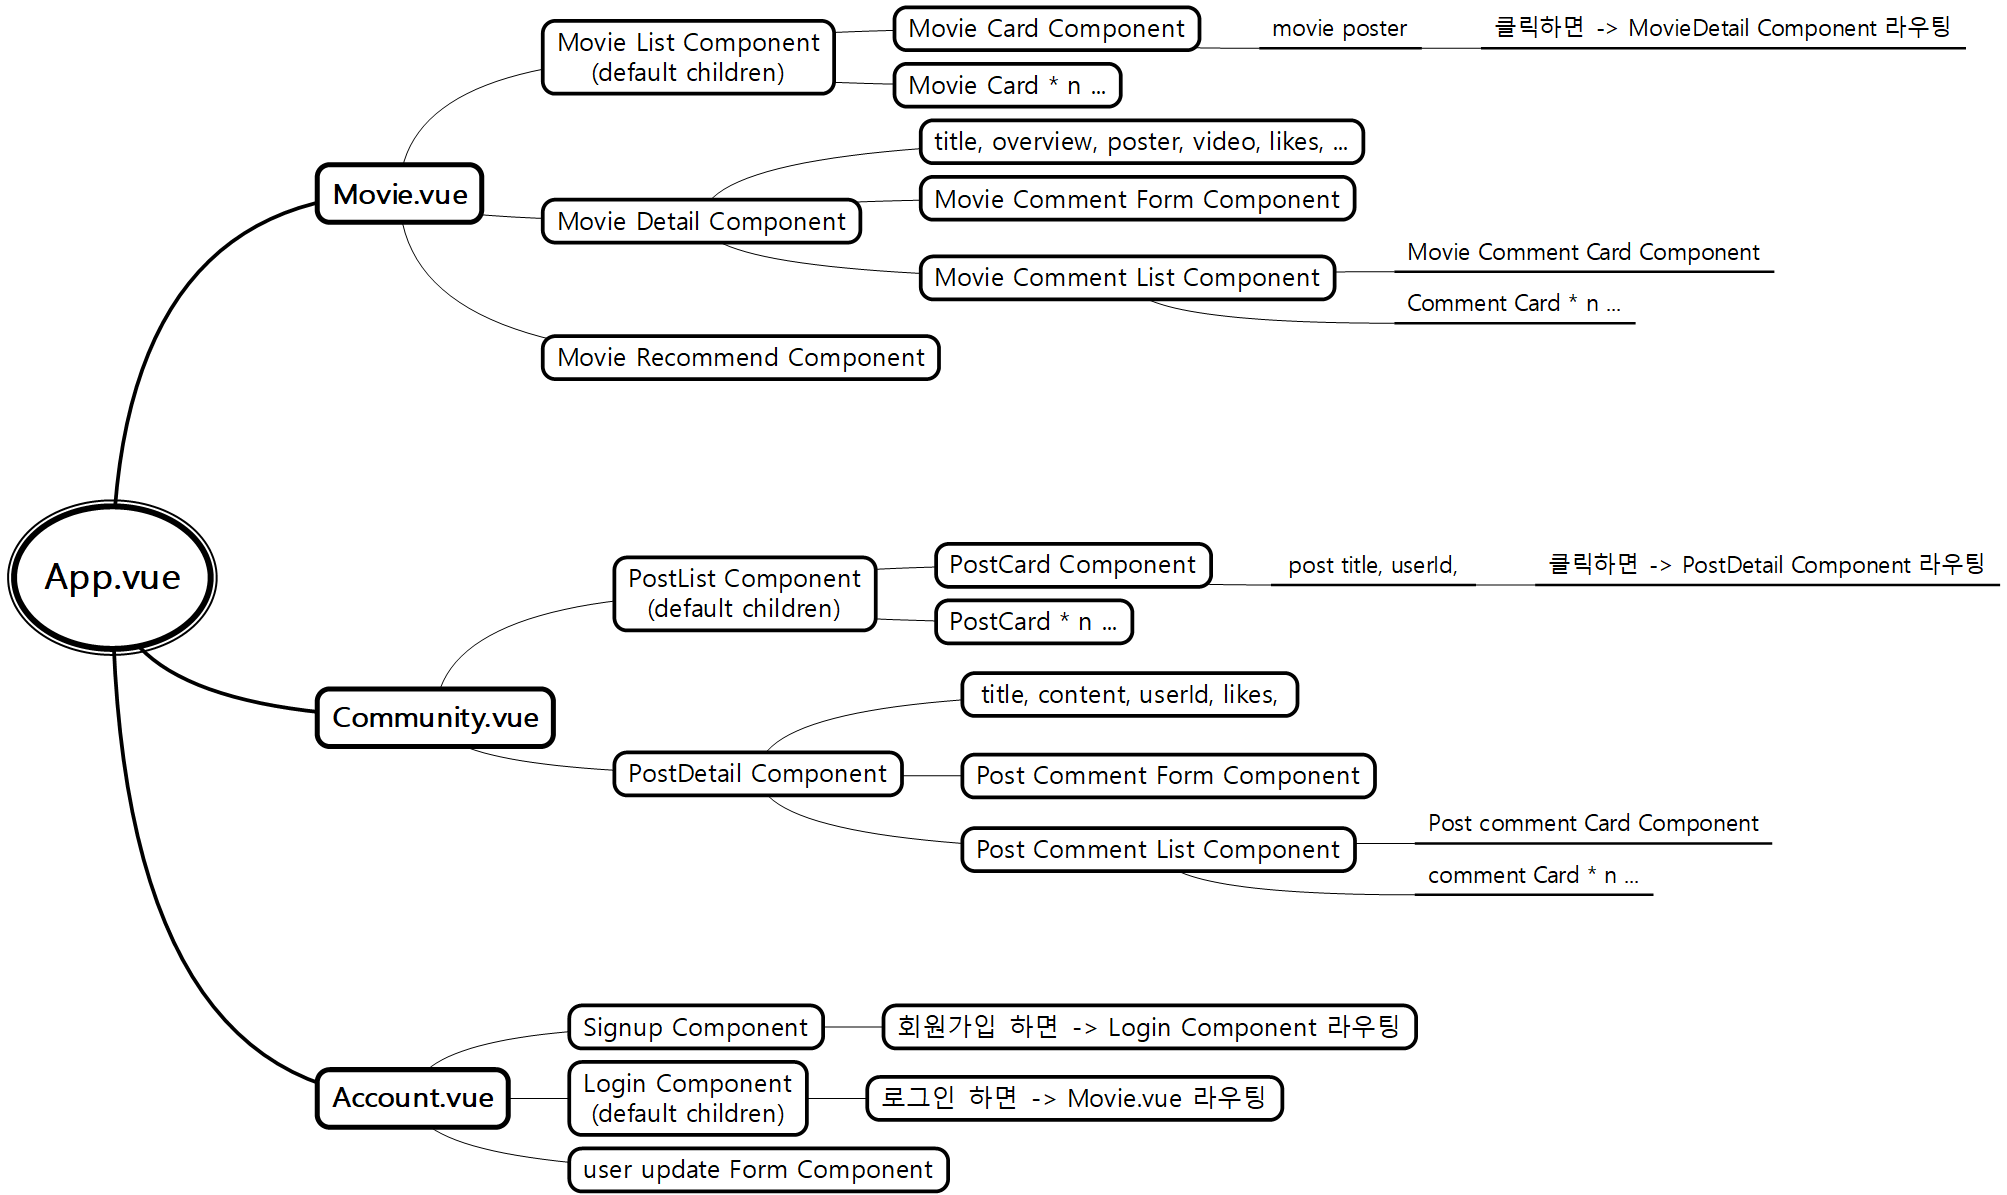 App.vue
Movie.vue
Movie List Component
(default children)
Movie Card Component
movie poster
클릭하면 -> MovieDetail Component 라우팅
Movie Card * n ...
Movie Detail Component
title, overview, poster, video, likes, ...
Movie Comment Form Component
Movie Comment List Component
Movie Comment Card Component
Comment Card * n ...
Movie Recommend Component
Community.vue
PostList Component
(default children)
PostCard Component
post title, userId,
클릭하면 -> PostDetail Component 라우팅
PostCard * n ...
PostDetail Component
title, content, userId, likes,
Post Comment Form Component
Post Comment List Component
Post comment Card Component
comment Card * n ...
Account.vue
Signup Component
회원가입 하면 -> Login Component 라우팅
Login Component
(default children)
로그인 하면 -> Movie.vue 라우팅
user update Form Component